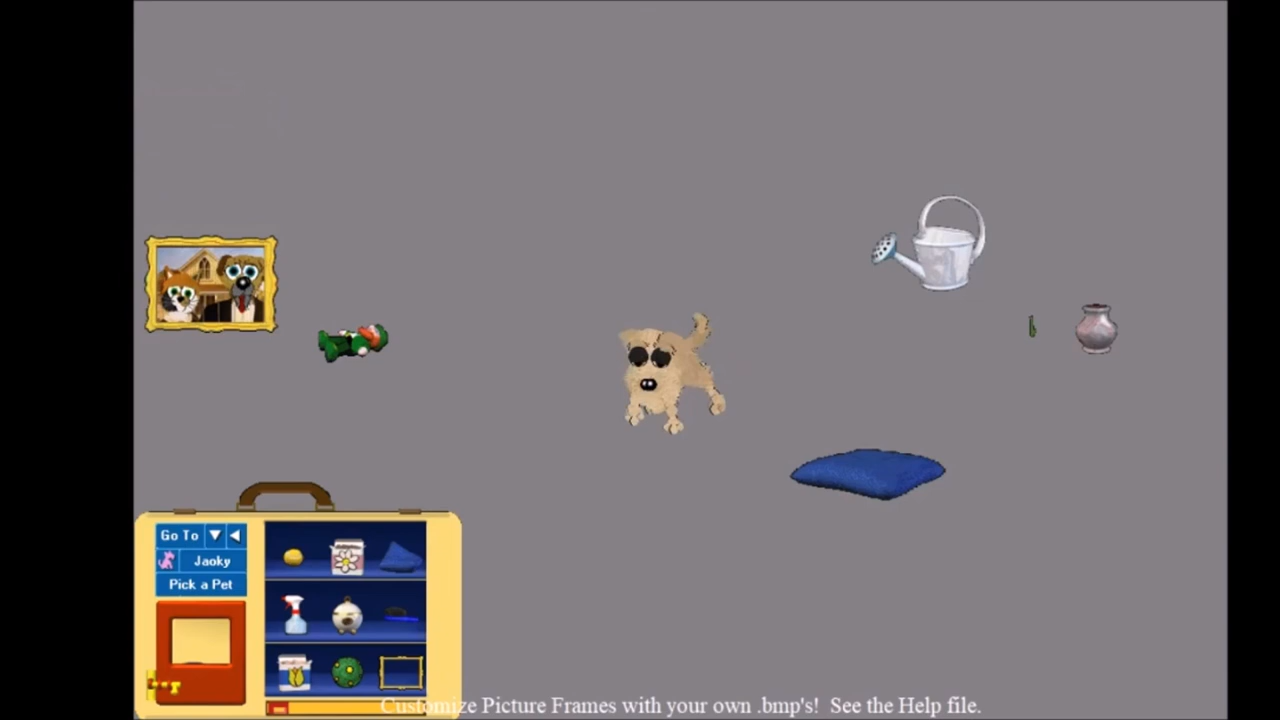 Go To
Jaoky
Pick a Pet
Customize Picture Frames with your own .bmp's!  See the Help file.